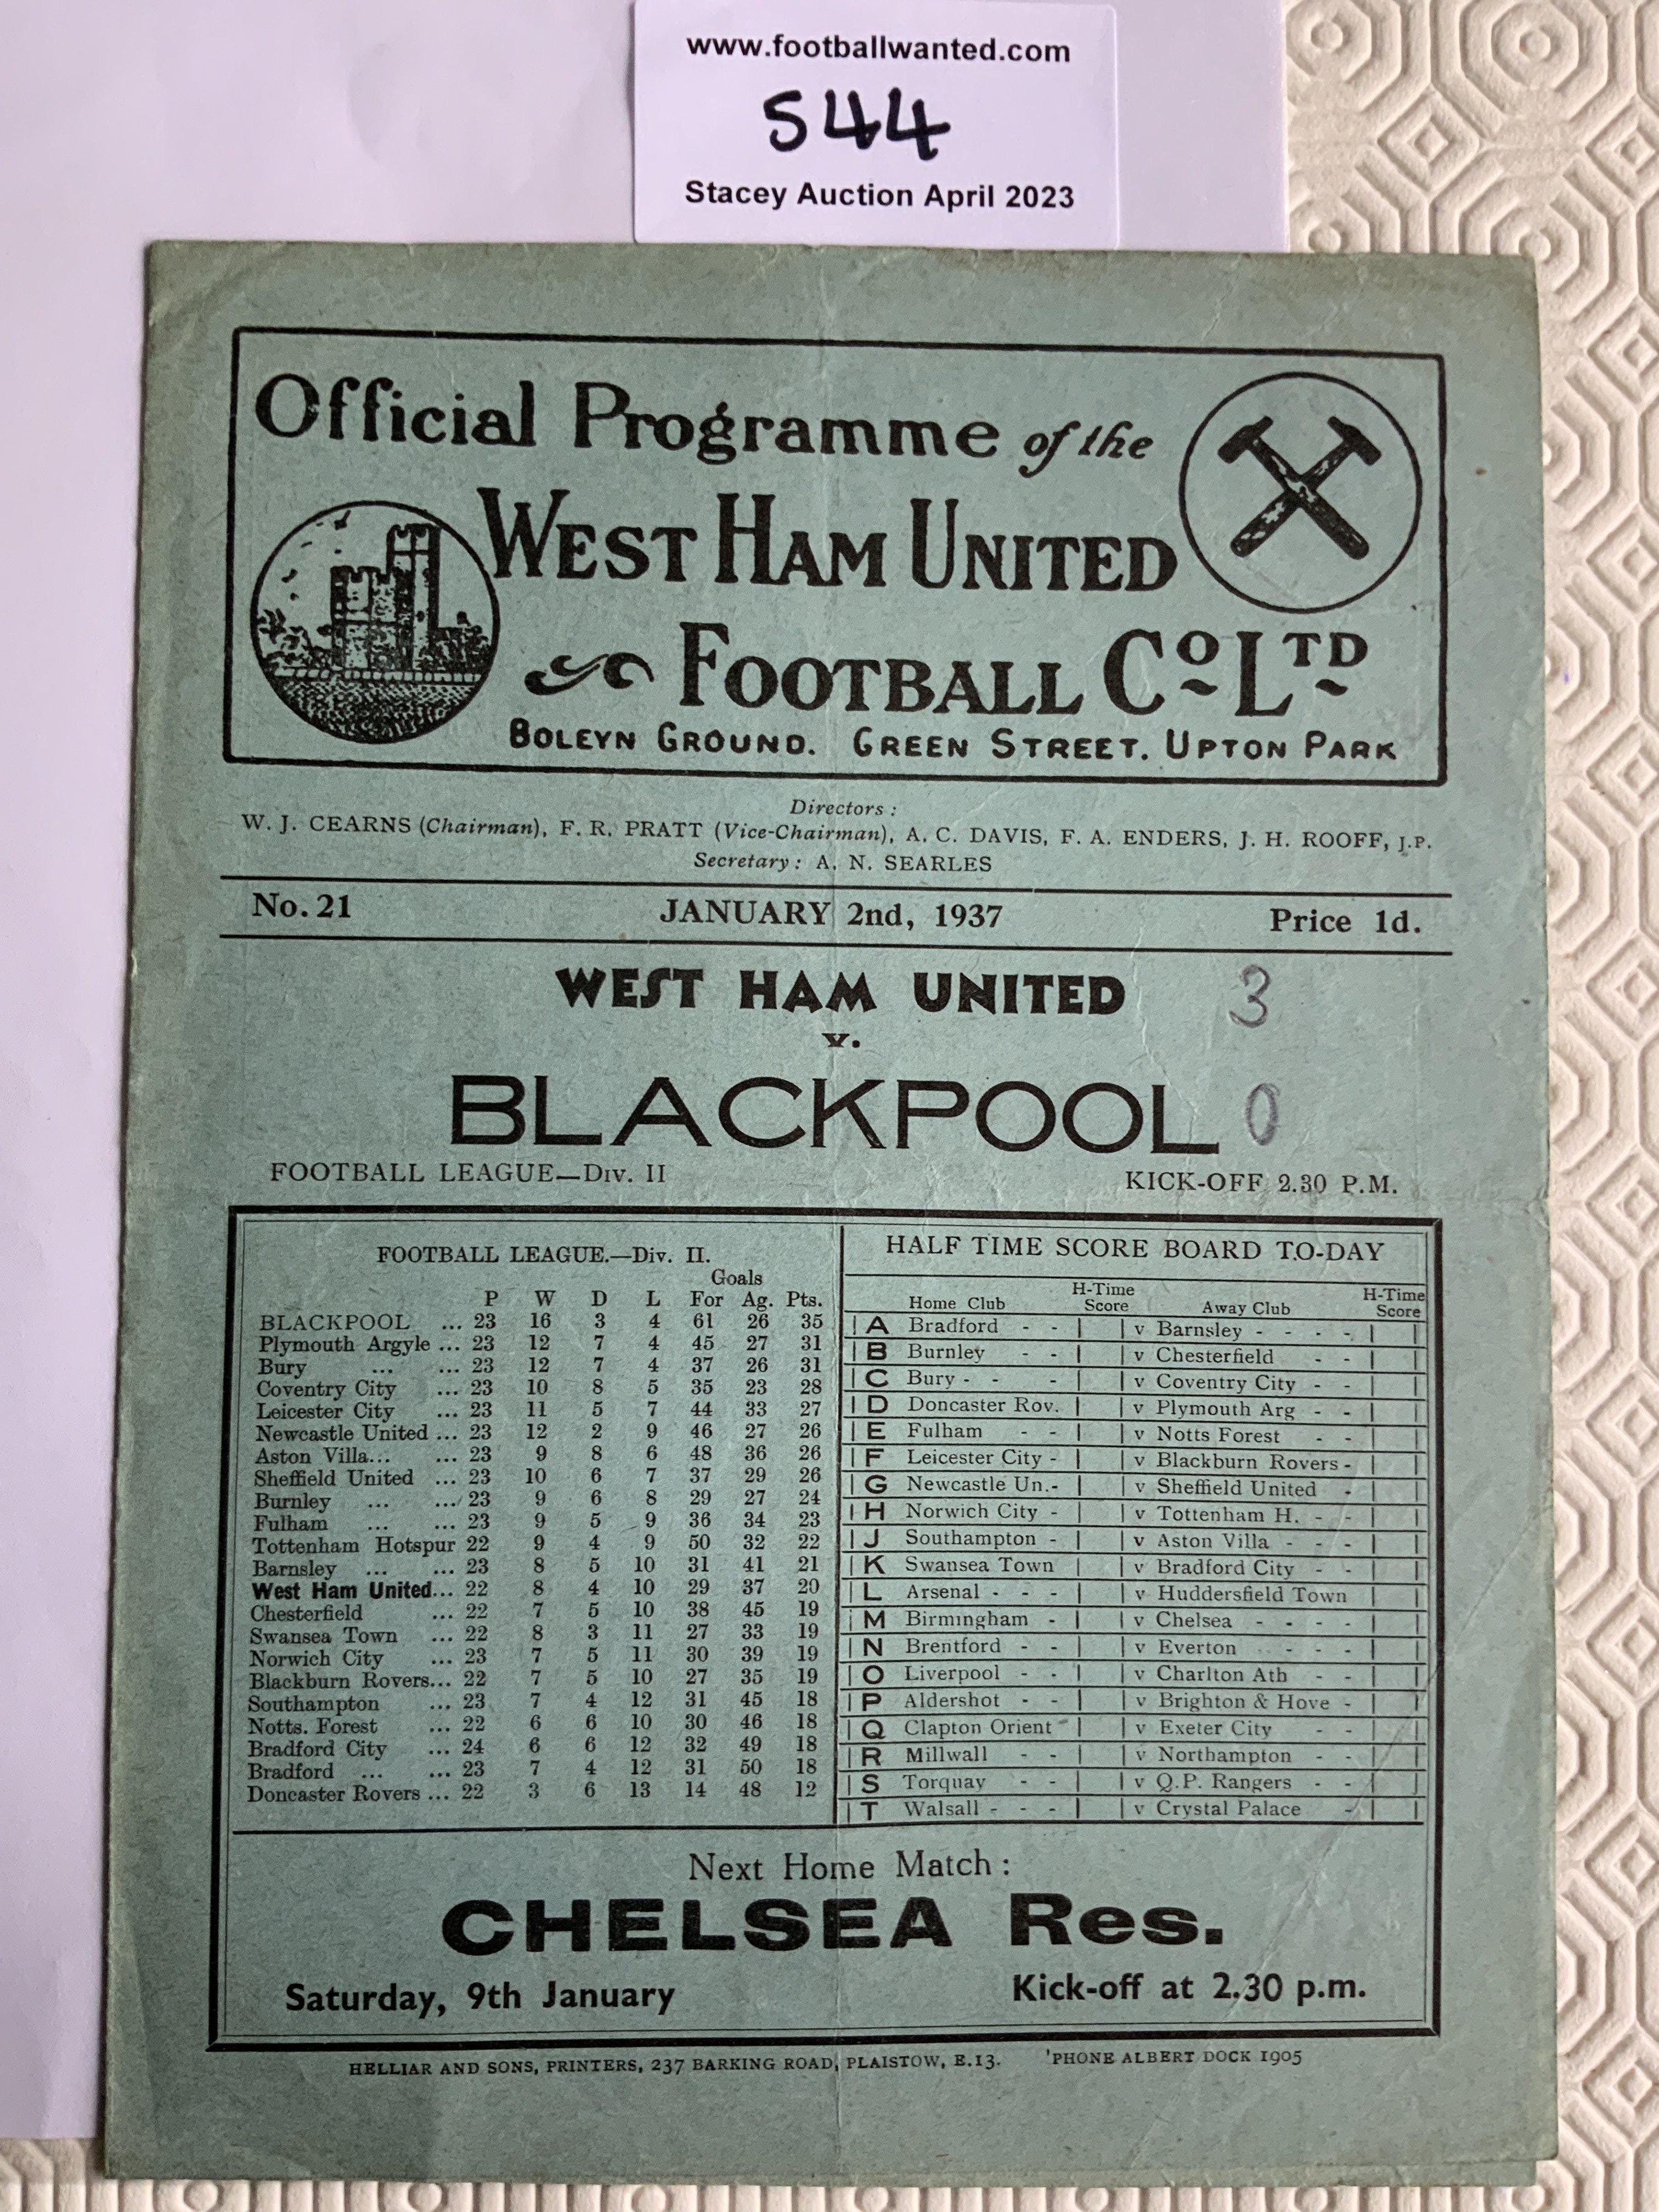 www.footballwanted.com
544
Stacey Auction April 2023
Official Programme of the
WEST HAM UNITED
FOOTBALL CO LTD
BOLEYN GROUND. GREEN STREET. UPTON PARK
Directors :
W. J. CEARNS (Chairman), F. R. PRATT (Vice-Chairman), A. C. DAVIS, F. A. ENDERS, J. H. ROOFF, J.P.
Secretary : A. N. SEARLES
No. 21 JANUARY 2nd, 1937 Price 1d.
WEST HAM UNITED 3
v.
BLACKPOOL 0
FOOTBALL LEAGUE—Div. II KICK-OFF 2.30 P.M.
FOOTBALL LEAGUE.—Div. II.
Goals
P W D L For Ag. Pts.
BLACKPOOL ... 23 16 3 4 61 26 35
Plymouth Argyle ... 23 12 7 4 45 27 31
Bury ... ... 23 12 7 4 37 26 31
Coventry City ... 23 10 8 5 35 23 28
Leicester City ... 23 11 5 7 44 33 27
Newcastle United ... 23 12 2 9 46 27 26
Aston Villa... ... 23 9 8 6 48 36 26
Sheffield United ... 23 10 6 7 37 29 26
Burnley ... ... 23 9 6 8 29 27 24
Fulham ... ... 23 9 5 9 36 34 23
Tottenham Hotspur 22 9 4 9 50 32 22
Barnsley ... ... 23 8 5 10 31 41 21
West Ham United... 22 8 4 10 29 37 20
Chesterfield ... 22 7 5 10 38 45 19
Swansea Town ... 22 8 3 11 27 33 19
Norwich City ... 23 7 5 11 30 39 19
Blackburn Rovers... 22 7 5 10 27 35 19
Southampton ... 23 7 4 12 31 45 18
Notts. Forest ... 22 6 6 10 30 46 18
Bradford City ... 24 6 6 12 32 49 18
Bradford ... ... 23 7 4 12 31 50 18
Doncaster Rovers ... 22 3 6 13 14 48 12
HALF TIME SCORE BOARD TO-DAY
Home Club H-Time Score Away Club H-Time Score
A Bradford - - v Barnsley - - - -
B Burnley - - v Chesterfield - -
C Bury - - - v Coventry City - -
D Doncaster Rov. v Plymouth Arg - -
E Fulham - - v Notts Forest - -
F Leicester City - v Blackburn Rovers -
G Newcastle Un.- v Sheffield United -
H Norwich City - v Tottenham H. - -
J Southampton - v Aston Villa - - -
K Swansea Town v Bradford City - -
L Arsenal - - - v Huddersfield Town
M Birmingham - v Chelsea - - - -
N Brentford - - v Everton - - -
O Liverpool - - v Charlton Ath - -
P Aldershot - - v Brighton & Hove -
Q Clapton Orient - v Exeter City - -
R Millwall - - v Northampton - -
S Torquay - - v Q.P. Rangers - -
T Walsall - - - v Crystal Palace -
Next Home Match :
CHELSEA Res.
Saturday, 9th January Kick-off at 2.30 p.m.
HELLIAR AND SONS, PRINTERS, 237 BARKING ROAD, PLAISTOW, E.13. 'PHONE ALBERT DOCK 1905